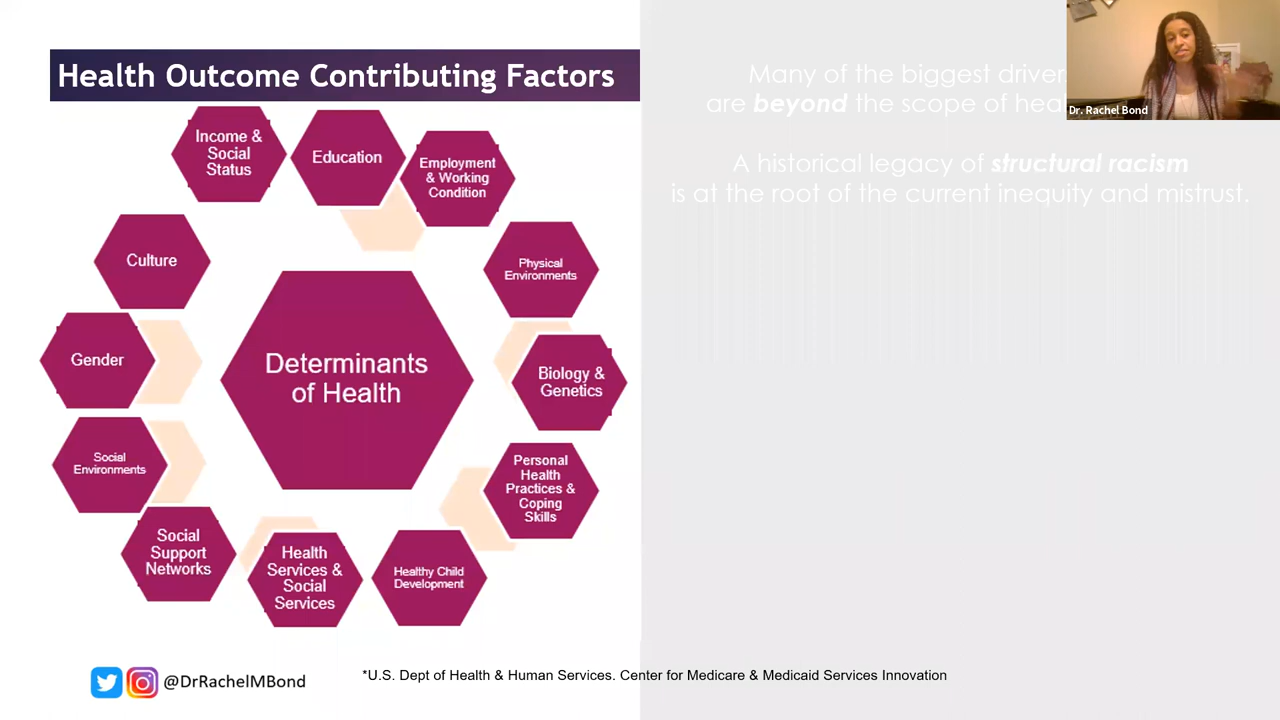 Health Outcome Contributing Factors
Income &
Social
Status
Education
Employment
& Working
Condition
Physical
Environments
Biology &
Genetics
Personal
Health
Practices &
Coping
Skills
Healthy Child
Development
Health
Services &
Social
Services
Social
Support
Networks
Social
Environments
Gender
Culture
Determinants
of Health
Many of the biggest
are beyond the scope of
A historical legacy of structural racism
is at the root of the current inequity and mistrust.
Dr. Rachel Bond
@DrRachelMBond
*U.S. Dept of Health & Human Services. Center for Medicare & Medicaid Services Innovation